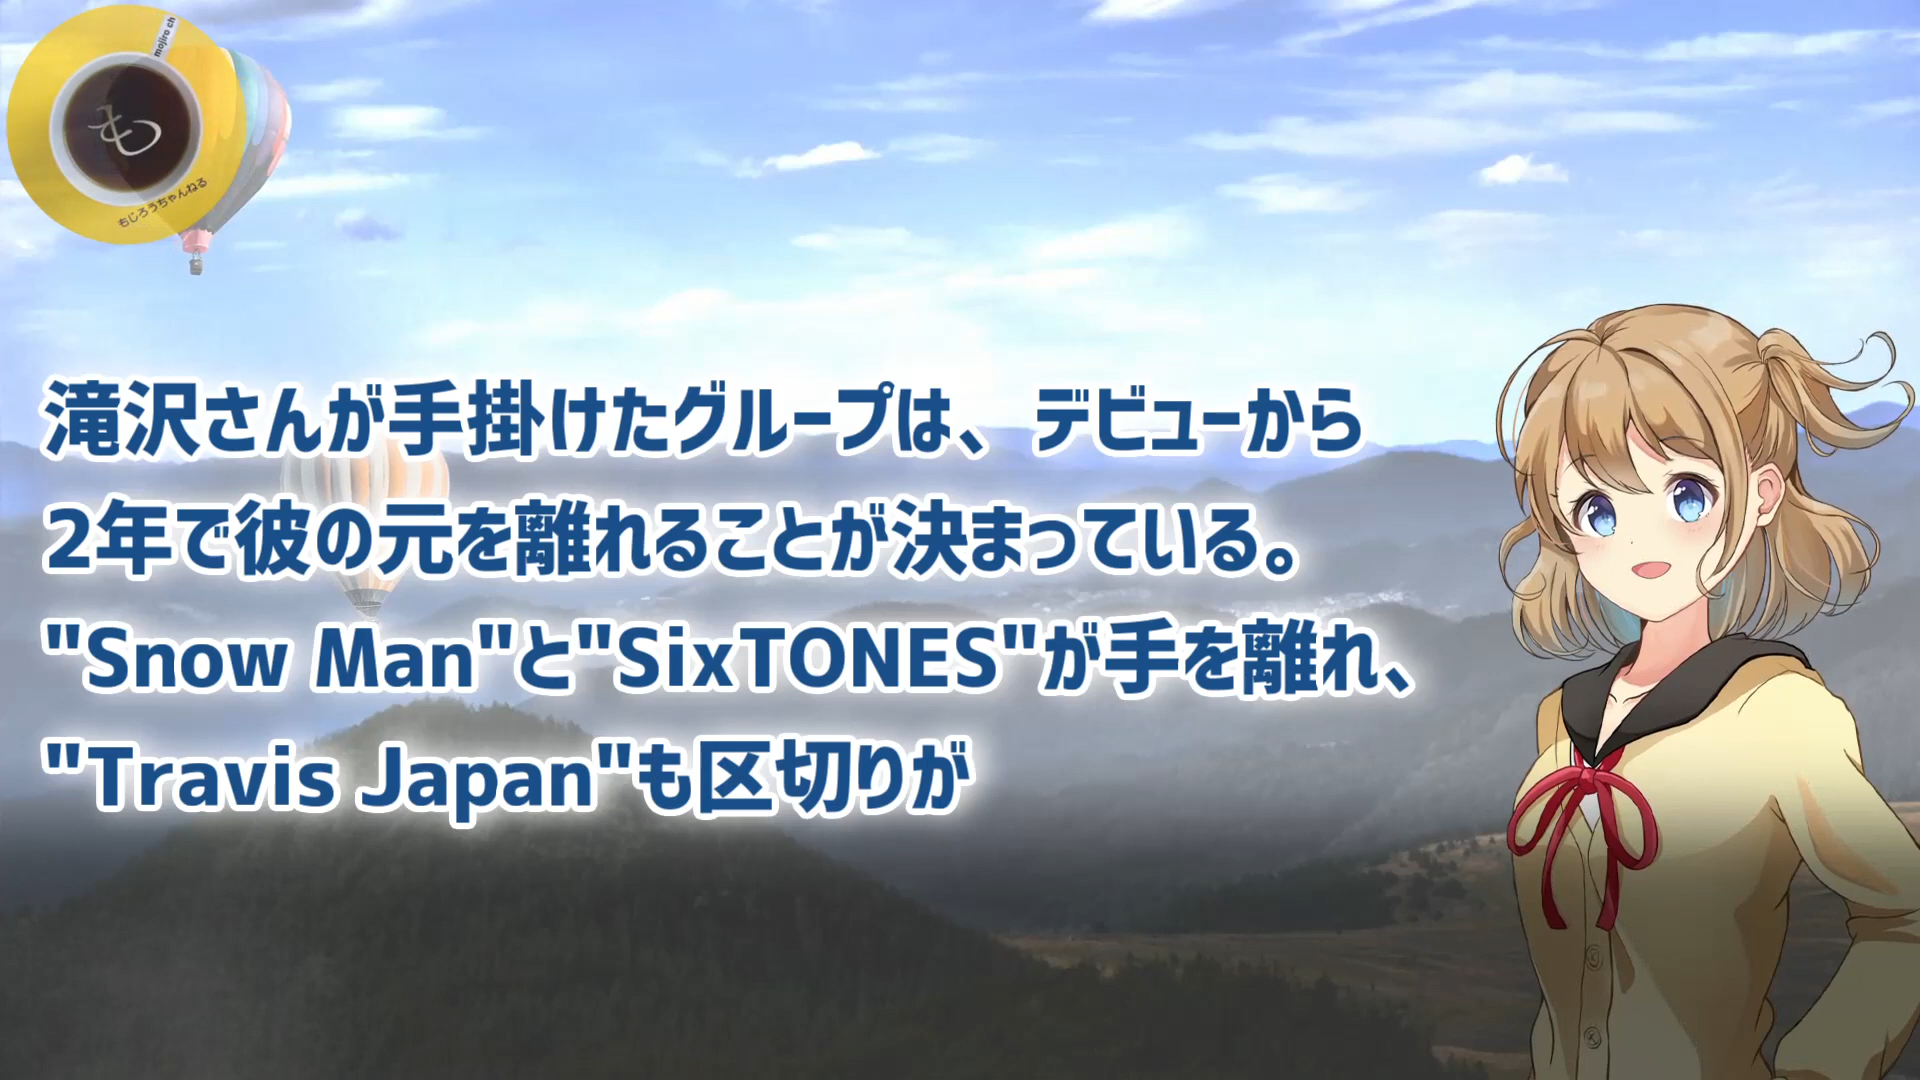 mojiro ch
も
もじろうちゃんねる
滝沢さんが手掛けたグループは、デビューから
2年で彼の元を離れることが決まっている。
"Snow Man"と"SixTONES"が手を離れ、
"Travis Japan"も区切りが